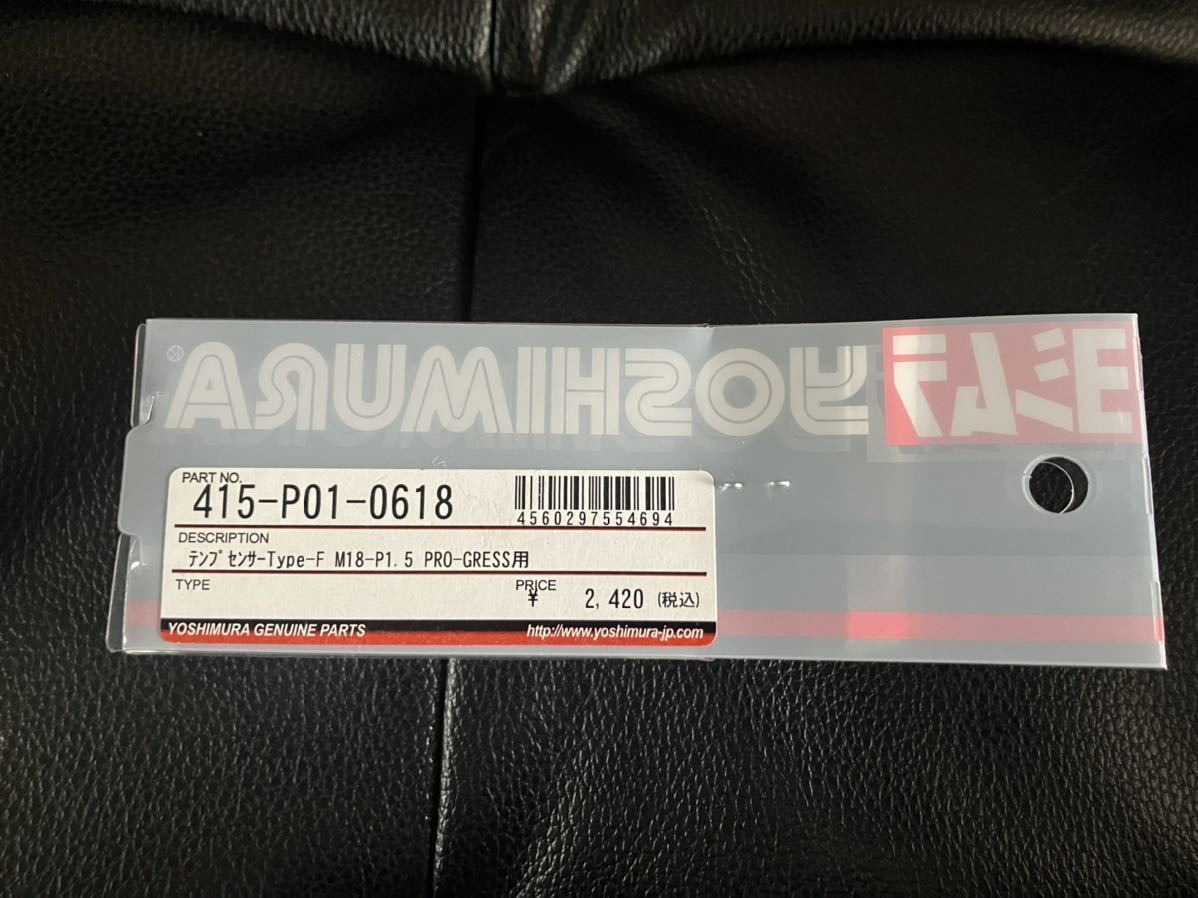 YOSHIMURA®
ヨシムラ
PART NO.
415-P01-0618
4560297554694
DESCRIPTION
ﾃﾝﾌﾟｾﾝｻｰType-F M18-P1.5 PRO-GRESS用
TYPE
PRICE
¥ 2,420 (税込)
YOSHIMURA GENUINE PARTS
http://www.yoshimura-jp.com